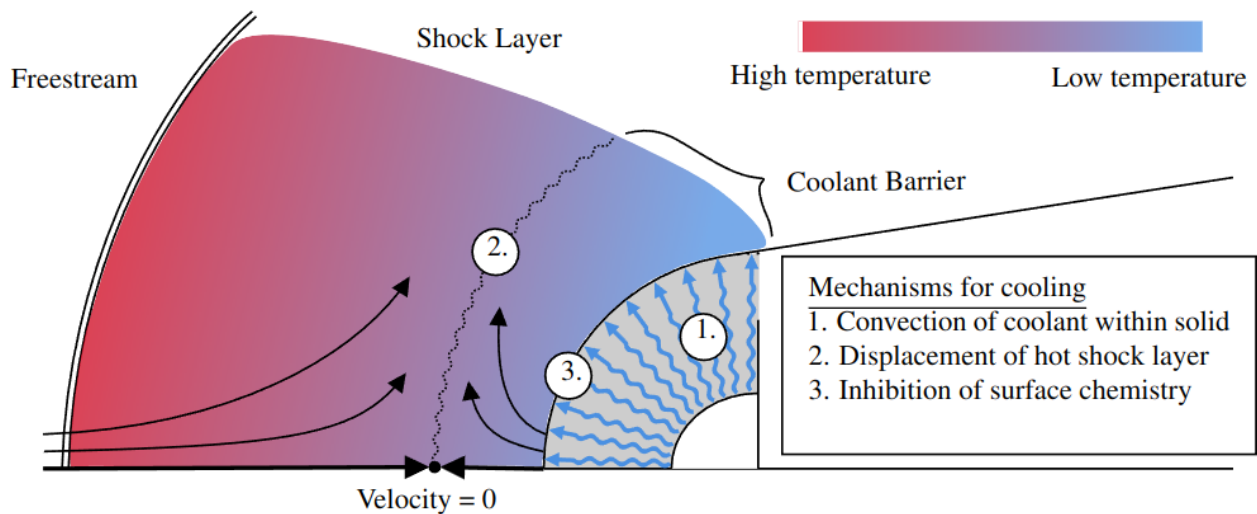 Shock Layer
Freestream
High temperature
Low temperature
Coolant Barrier
2.
1.
3.
Mechanisms for cooling
1. Convection of coolant within solid
2. Displacement of hot shock layer
3. Inhibition of surface chemistry
Velocity = 0